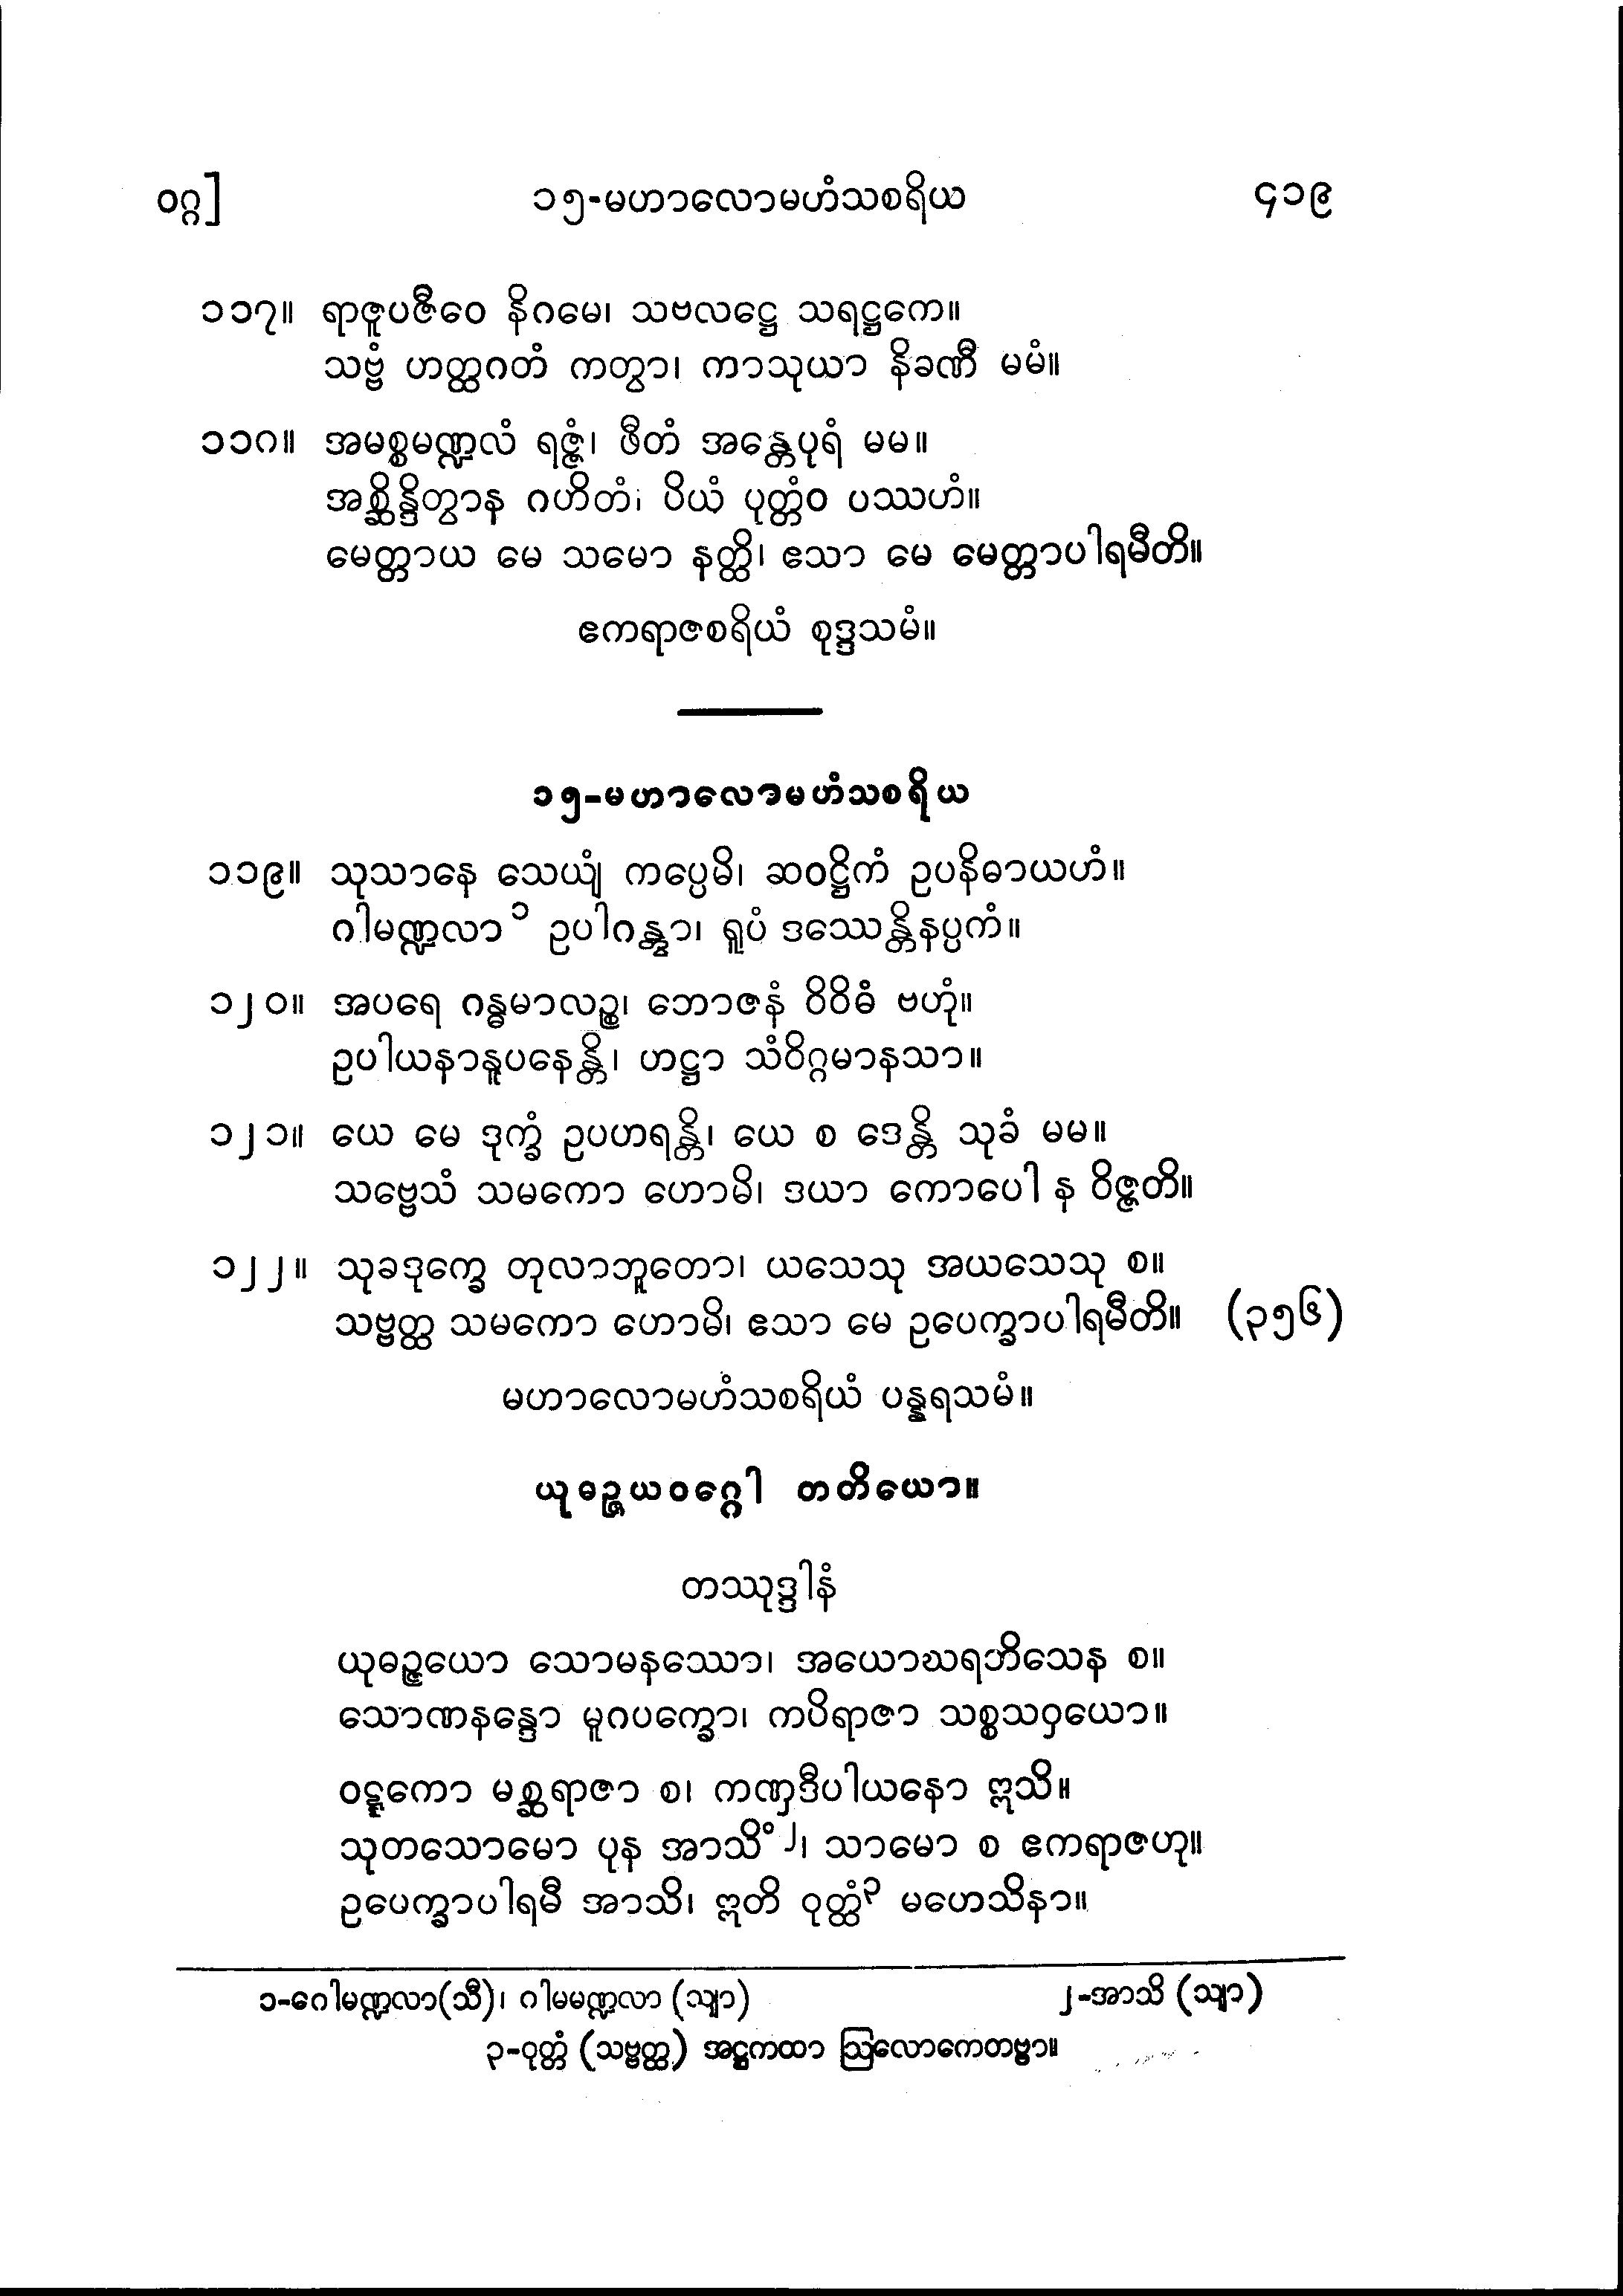 ဝဂ္ဂ]
၁၅-မဟာလောမဟံသစရိယ
၄၁၉
၁၁၇။ ရာဇူပဇီဝေ နိဂမေ၊ သဗလဋ္ဌေ သရဋ္ဌကေ။
သဗ္ဗံ ဟတ္ထဂတံ ကတွာ၊ ကာသုယာ နိခဏီ မမံ။
၁၁၈။ အမစ္စမဏ္ဍလံ ရဇ္ဇံ၊ ဖီတံ အန္တေပုရံ မမ။
အစ္ဆိန္ဒိတွာန ဂဟိတံ၊ ပိယံ ပုတ္တံဝ ပဿဟံ။
မေတ္တာယ မေ သမော နတ္ထိ၊ ဧသာ မေ မေတ္တာပါရမီတိ။
ဧကရာဇစရိယံ စုဒ္ဒသမံ။
၁၅-မဟာလောမဟံသစရိယ
၁၁၉။ သုသာနေ သေယျံ ကပ္ပေမိ၊ ဆဝဋ္ဌိကံ ဥပနိဓာယဟံ။
ဂါမဏ္ဍလာ၁ ဥပါဂန္တွာ၊ ရူပံ ဒဿေန္တိနပ္ပကံ။
၁၂၀။ အပရေ ဂန္ဓမာလဉ္စ၊ ဘောဇနံ ဝိဝိဓံ ဗဟုံ။
ဥပါယနာနူပနေန္တိ၊ ဟဋ္ဌာ သံဝိဂ္ဂမာနသာ။
၁၂၁။ ယေ မေ ဒုက္ခံ ဥပဟရန္တိ၊ ယေ စ ဒေန္တိ သုခံ မမ။
သဗ္ဗေသံ သမကော ဟောမိ၊ ဒယာ ကောပေါ န ဝိဇ္ဇတိ။
၁၂၂။ သုခဒုက္ခေ တုလာဘူတော၊ ယသေသု အယသေသု စ။
သဗ္ဗတ္ထ သမကော ဟောမိ၊ ဧသာ မေ ဥပေက္ခာပါရမီတိ။ (၃၅၆)
မဟာလောမဟံသစရိယံ ပန္နရသမံ။
ယုဓဉ္ဇယဝဂ္ဂေါ တတိယော။
တဿုဒ္ဒါနံ
ယုဓဉ္ဇယော သောမနဿော၊ အယောဃရဘိသေန စ။
သောဏနန္ဒော မူဂပက္ခော၊ ကပိရာဇာ သစ္စသဝှယော။
ဝဋ္ဋကော မစ္ဆရာဇာ စ၊ ကဏှဒီပါယနော ဣသိ။
သုတသောမော ပုန အာသိံ၂၊ သာမော စ ဧကရာဇဟု။
ဥပေက္ခာပါရမီ အာသိ၊ ဣတိ ဝုတ္ထံ၃ မဟေသိနာ။
၁-ဂေါမဏ္ဍလာ(သီ)၊ ဂါမမဏ္ဍလာ (သျာ)
၂-အာသိ (သျာ)
၃-ဝုတ္တံ (သဗ္ဗတ္ထ) အဋ္ဌကထာ ဩလောကေတဗ္ဗာ။